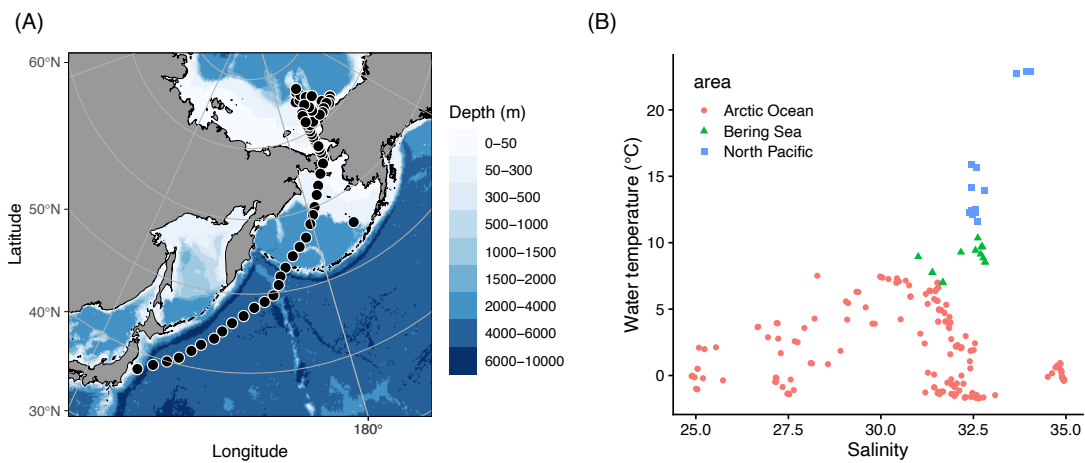 (A)
60°N
50°N
40°N
30°N
180°
Latitude
Longitude
Depth (m)
0−50
50−300
300−500
500−1000
1000−1500
1500−2000
2000−4000
4000−6000
6000−10000
(B)
area
Arctic Ocean
Bering Sea
North Pacific
Water temperature (°C)
20
15
10
5
0
25.0
27.5
30.0
32.5
35.0
Salinity